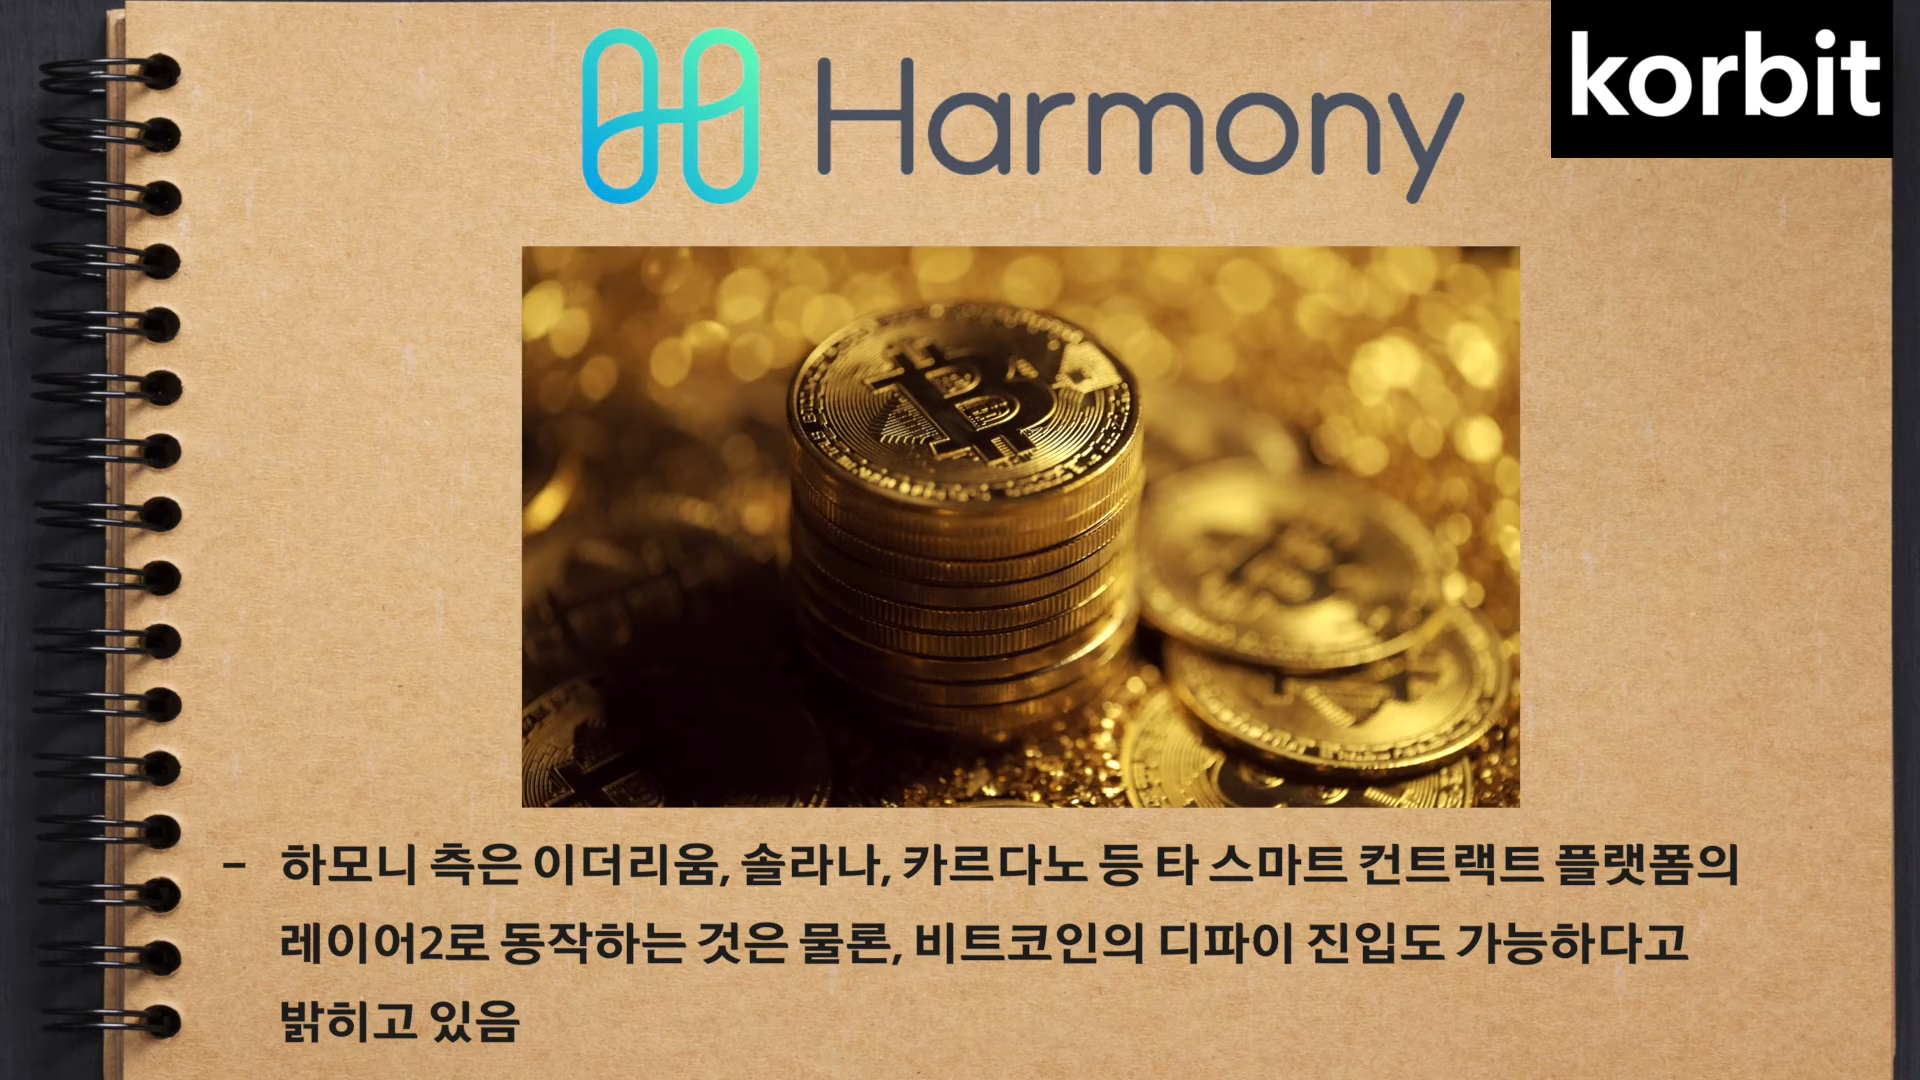 Harmony
korbit
- 하모니 측은 이더리움, 솔라나, 카르다노 등 타 스마트 컨트랙트 플랫폼의
레이어2로 동작하는 것은 물론, 비트코인의 디파이 진입도 가능하다고
밝히고 있음